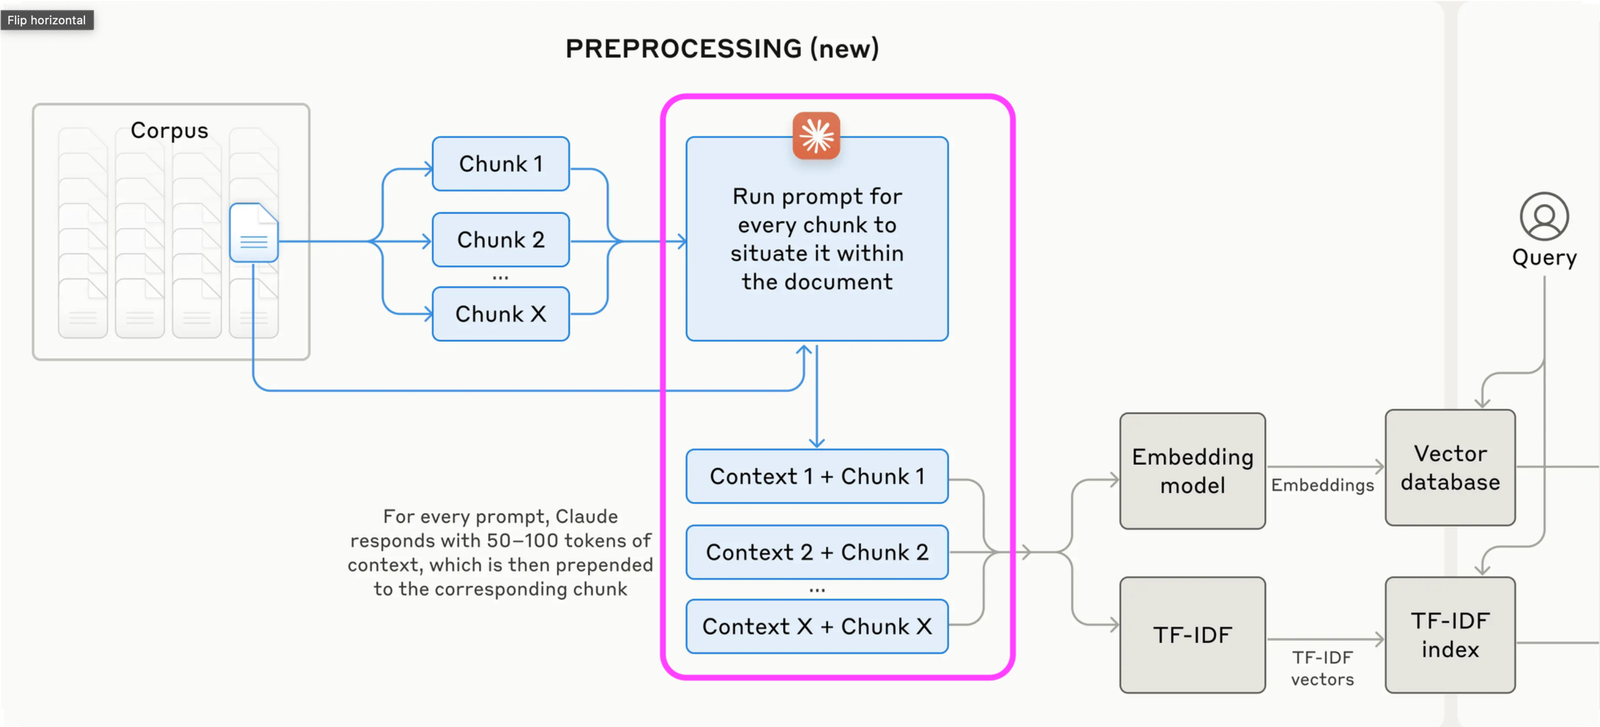 Flip horizontal
PREPROCESSING (new)
Corpus
Chunk 1
Chunk 2
...
Chunk X
Run prompt for
every chunk to
situate it within
the document
Query
For every prompt, Claude
responds with 50–100 tokens of
context, which is then prepended
to the corresponding chunk
Context 1 + Chunk 1
Context 2 + Chunk 2
...
Context X + Chunk X
Embedding
model
Embeddings
Vector
database
TF-IDF
TF-IDF
vectors
TF-IDF
index